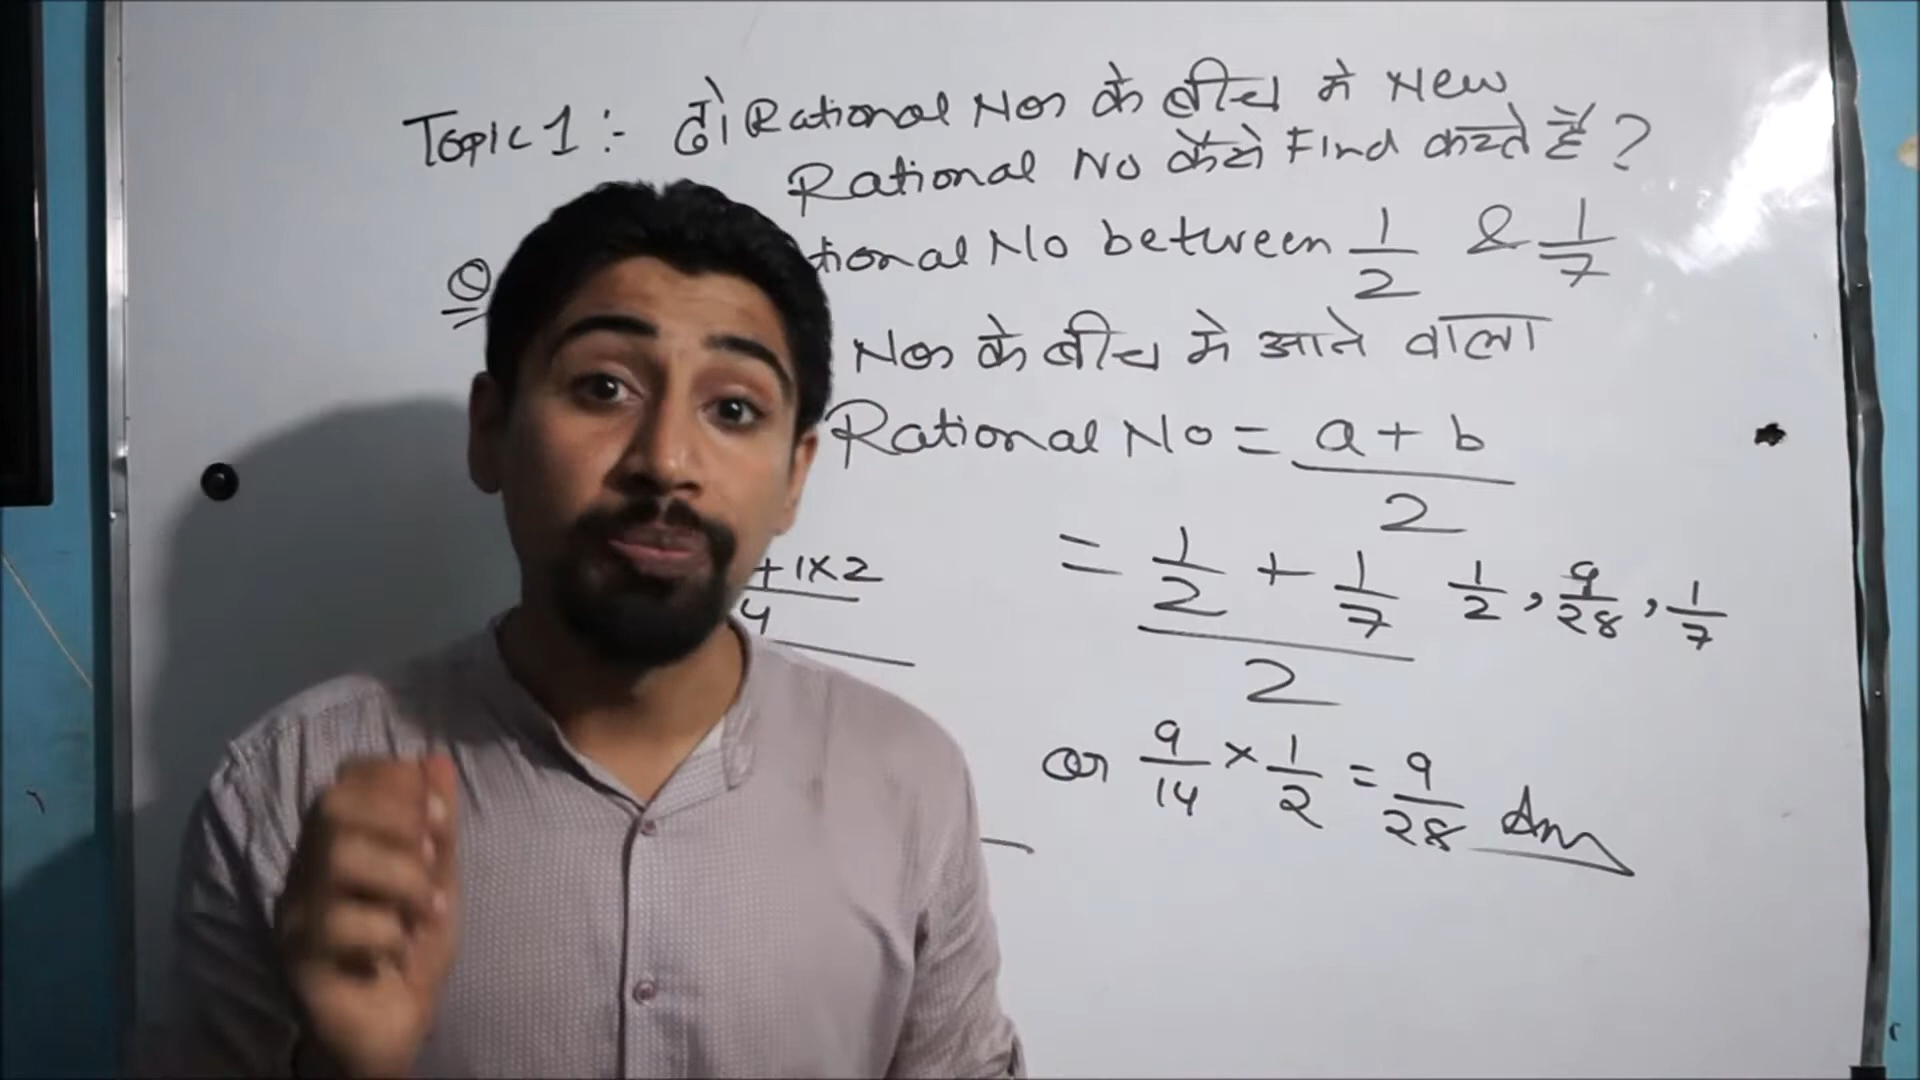 Topic 1 :- दो Rational Nos के बीच मे New
Rational No कैसे Find करते हैं ?
Q
tional No between 1/2 & 1/7
Nos के बीच मे आने वाला
Rational No = a + b / 2
+ 1×2 / 4
= 1/2 + 1/7 / 2
1/2 , 9/28 , 1/7
or 9/14 × 1/2 = 9/28 Ans